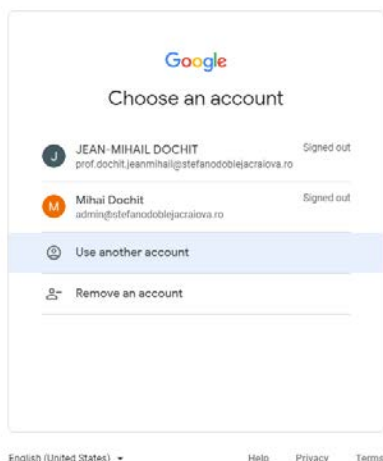 Google
Choose an account
J
JEAN-MIHAIL DOCHIT
Signed out
prof.dochit.jeanmihail@stefanodoblejacraiova.ro
M
Mihai Dochit
Signed out
admin@stefanodoblejacraiova.ro
Use another account
Remove an account
English (United States)
Help
Privacy
Terms